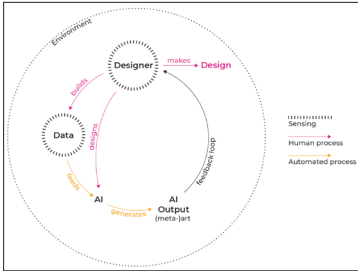 Environment
Designer
makes
Design
builds
designs
Data
feeds
AI
generates
AI
Output
(meta-)art
feedback loop
Sensing
Human process
Automated process